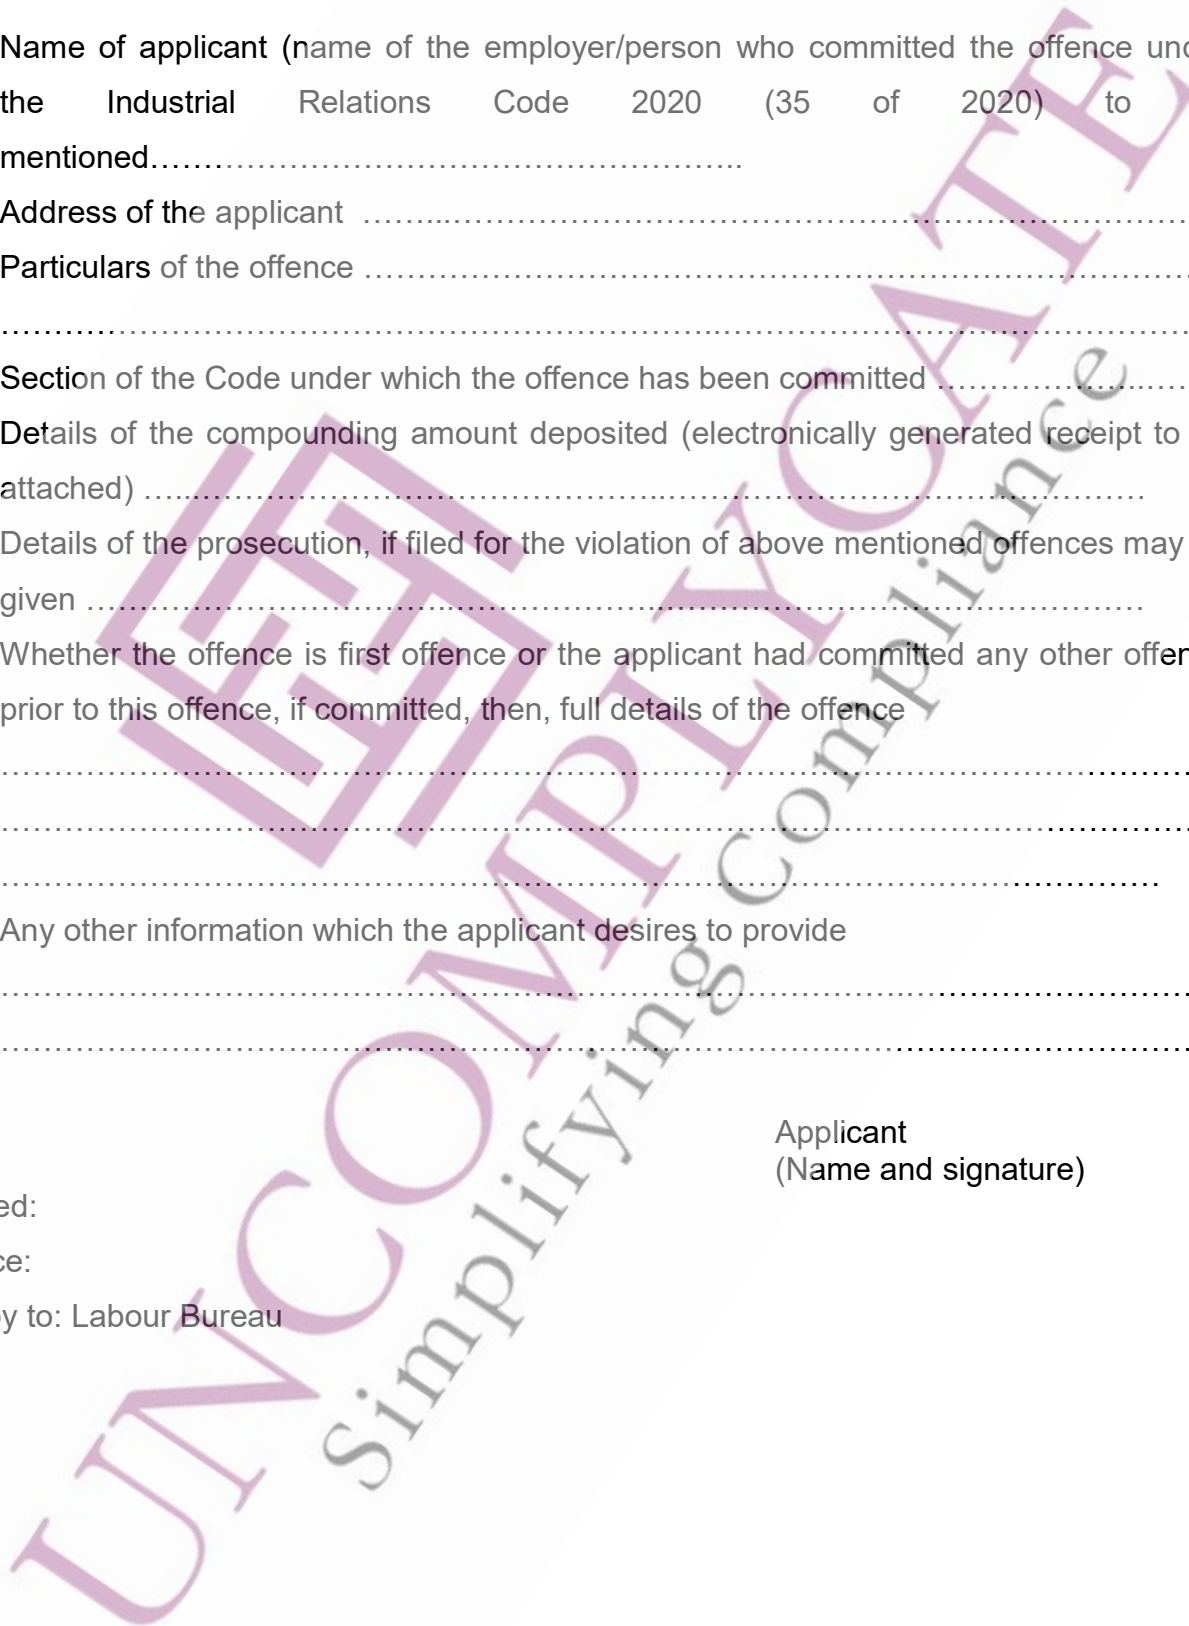 Name of applicant (name of the employer/person who committed the offence und
the Industrial Relations Code 2020 (35 of 2020) to
mentioned…………………………………………………………..
Address of the applicant ……...…………………………………………………………………………
Particulars of the offence ……………………………………………………………………………
……………………………………………………………………...………………………………………………
Section of the Code under which the offence has been committed ………………………
Details of the compounding amount deposited (electronically generated receipt to
attached) …...………………………………………………...………………………………………………
Details of the prosecution, if filed for the violation of above mentioned offences may
given ……………………………………………………………………………………………………………
Whether the offence is first offence or the applicant had committed any other offen
prior to this offence, if committed, then, full details of the offence
………………………………………………………………………………………………………………………
………………………………………………………………………………………………………………………
……………………………………………………………………………………………………………………
Any other information which the applicant desires to provide
………………………………………………………………………………………………………………………
………………………………………………………………………………………………………………………
Applicant
(Name and signature)
ed:
ce:
y to: Labour Bureau
UNCOMPLYCATE
Simplifying Compliance